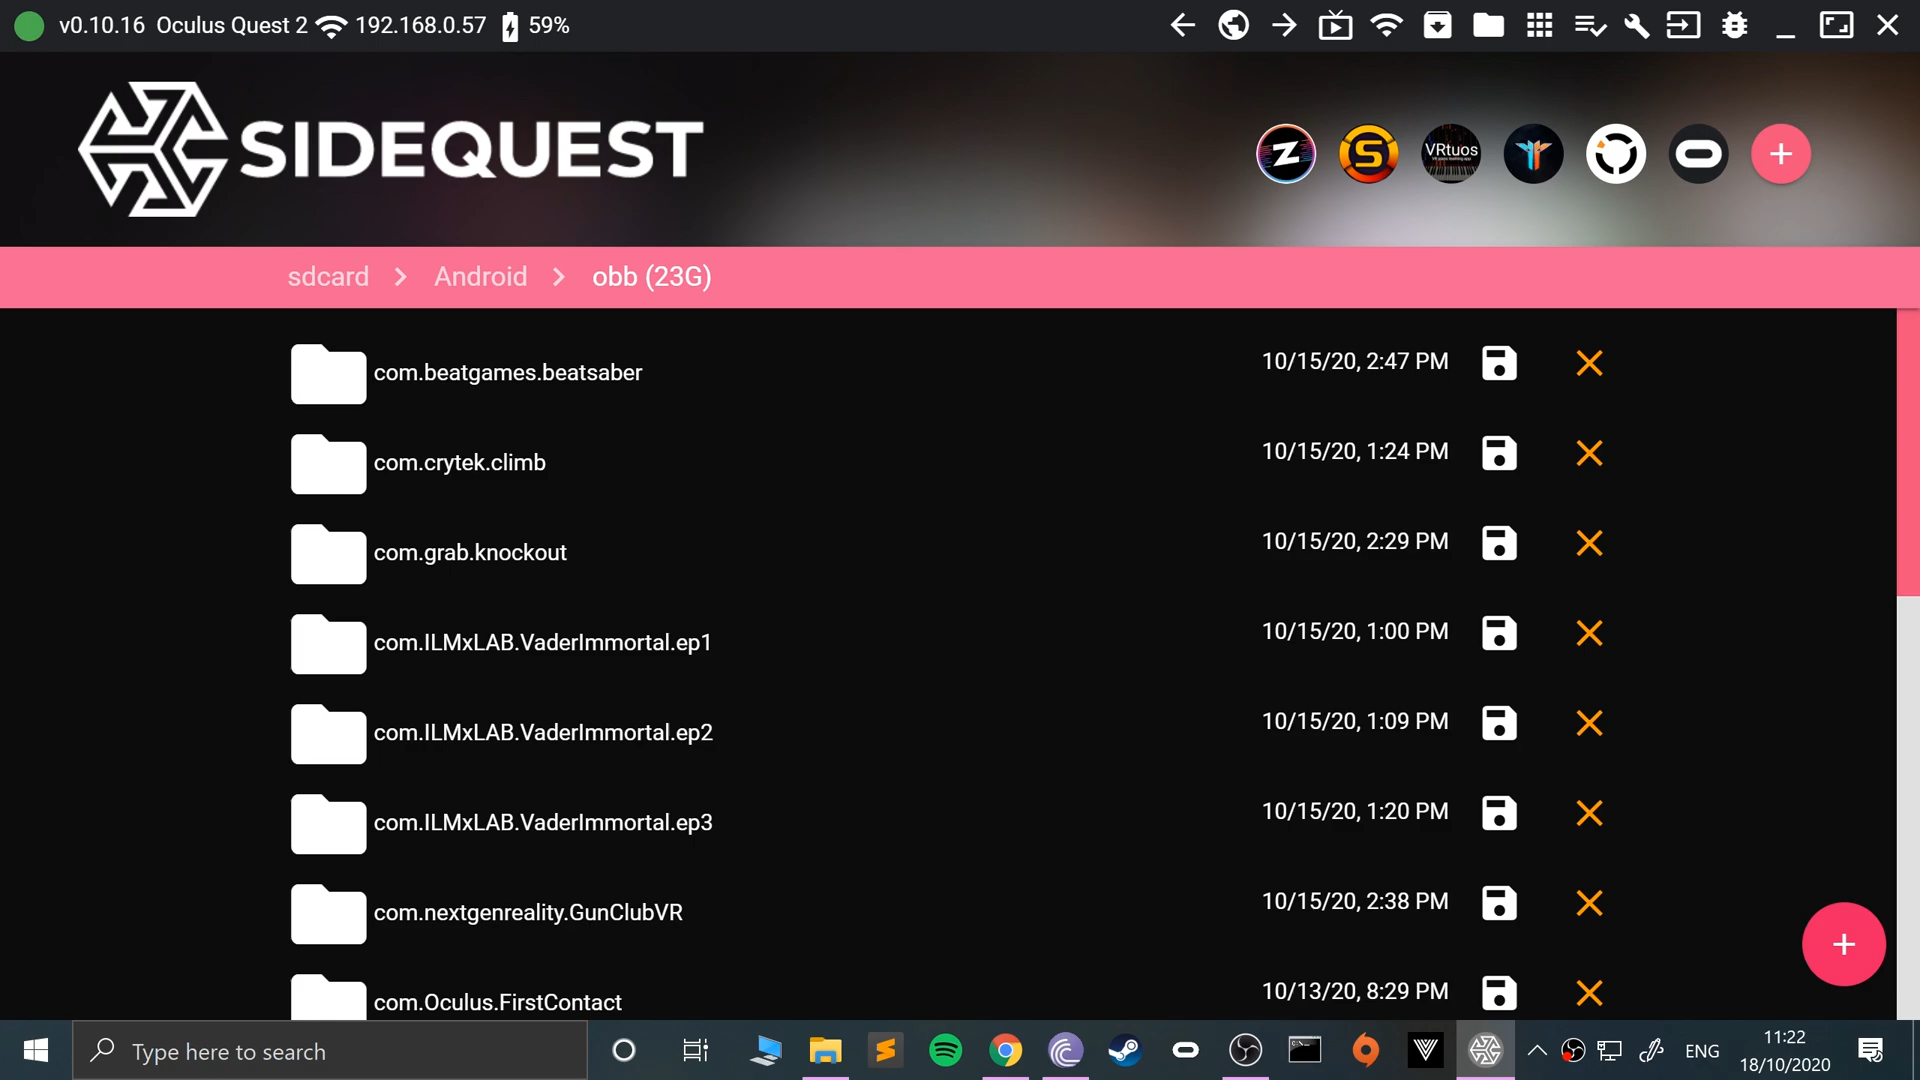 v0.10.16 Oculus Quest 2 192.168.0.57 59%
SIDEQUEST
VRtuos
sdcard > Android > obb (23G)
com.beatgames.beatsaber 10/15/20, 2:47 PM
com.crytek.climb 10/15/20, 1:24 PM
com.grab.knockout 10/15/20, 2:29 PM
com.ILMxLAB.VaderImmortal.ep1 10/15/20, 1:00 PM
com.ILMxLAB.VaderImmortal.ep2 10/15/20, 1:09 PM
com.ILMxLAB.VaderImmortal.ep3 10/15/20, 1:20 PM
com.nextgenreality.GunClubVR 10/15/20, 2:38 PM
com.Oculus.FirstContact 10/13/20, 8:29 PM
Type here to search
ENG
11:22
18/10/2020